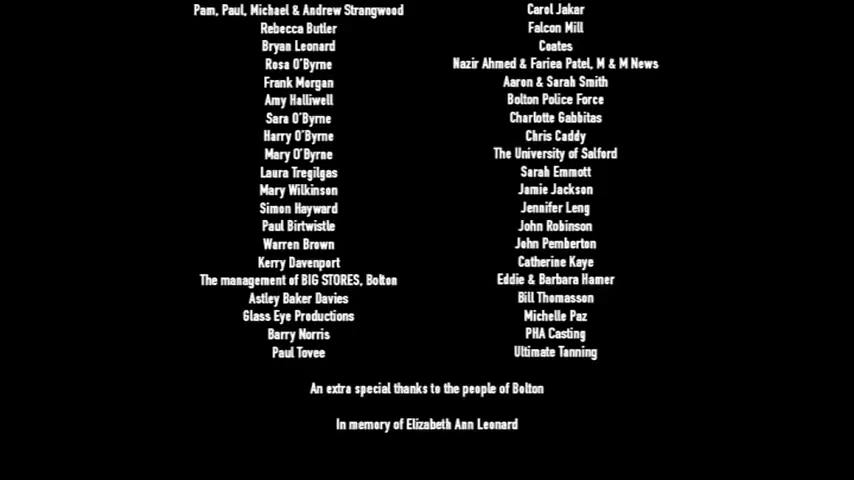 Pam, Paul, Michael & Andrew Strangwood
Rebecca Butler
Bryan Leonard
Rosa O'Byrne
Frank Morgan
Amy Halliwell
Sara O'Byrne
Harry O'Byrne
Mary O'Byrne
Laura Tregilgas
Mary Wilkinson
Simon Hayward
Paul Birtwistle
Warren Brown
Kerry Davenport
The management of BIG STORES, Bolton
Astley Baker Davies
Glass Eye Productions
Barry Norris
Paul Tovee
Carol Jakar
Falcon Mill
Coates
Nazir Ahmed & Fariea Patel, M & M News
Aaron & Sarah Smith
Bolton Police Force
Charlotte Gabbitas
Chris Caddy
The University of Salford
Sarah Emmott
Jamie Jackson
Jennifer Leng
John Robinson
John Pemberton
Catherine Kaye
Eddie & Barbara Hamer
Bill Thomasson
Michelle Paz
PHA Casting
Ultimate Tanning
An extra special thanks to the people of Bolton
In memory of Elizabeth Ann Leonard